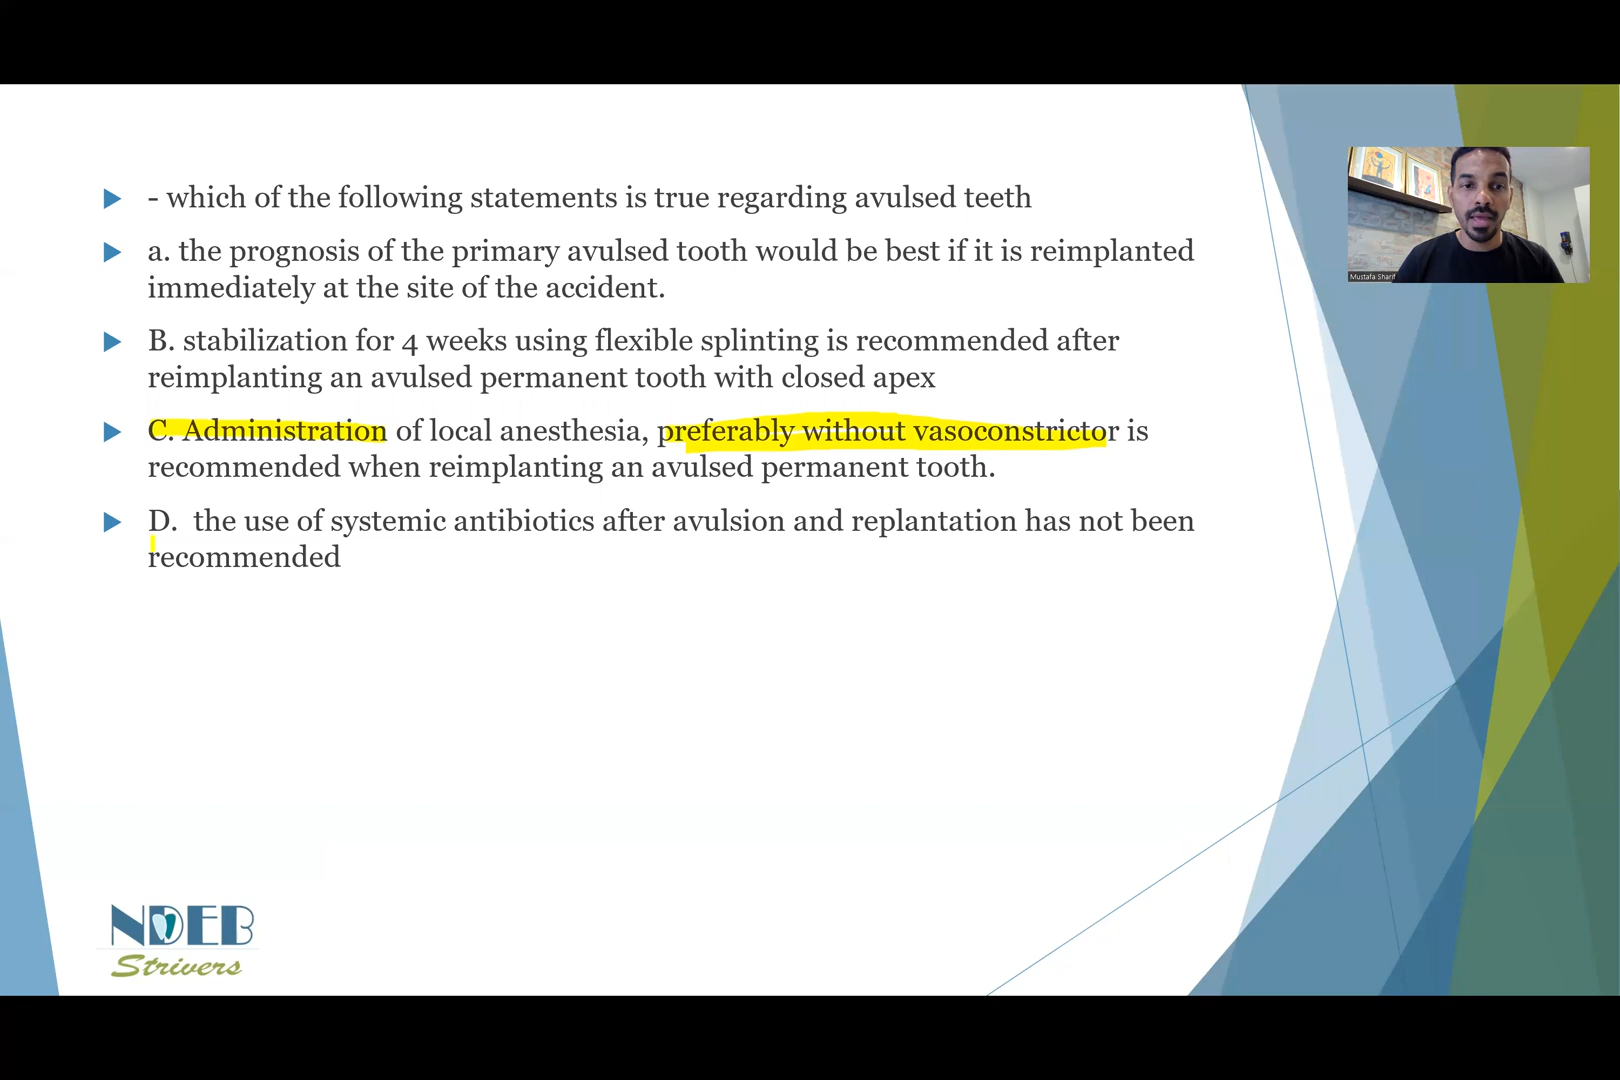 - which of the following statements is true regarding avulsed teeth
a. the prognosis of the primary avulsed tooth would be best if it is reimplanted
immediately at the site of the accident.
B. stabilization for 4 weeks using flexible splinting is recommended after
reimplanting an avulsed permanent tooth with closed apex
C. Administration of local anesthesia, preferably without vasoconstrictor is
recommended when reimplanting an avulsed permanent tooth.
D.  the use of systemic antibiotics after avulsion and replantation has not been
recommended
Mustafa Sharif
NDEB
Strivers